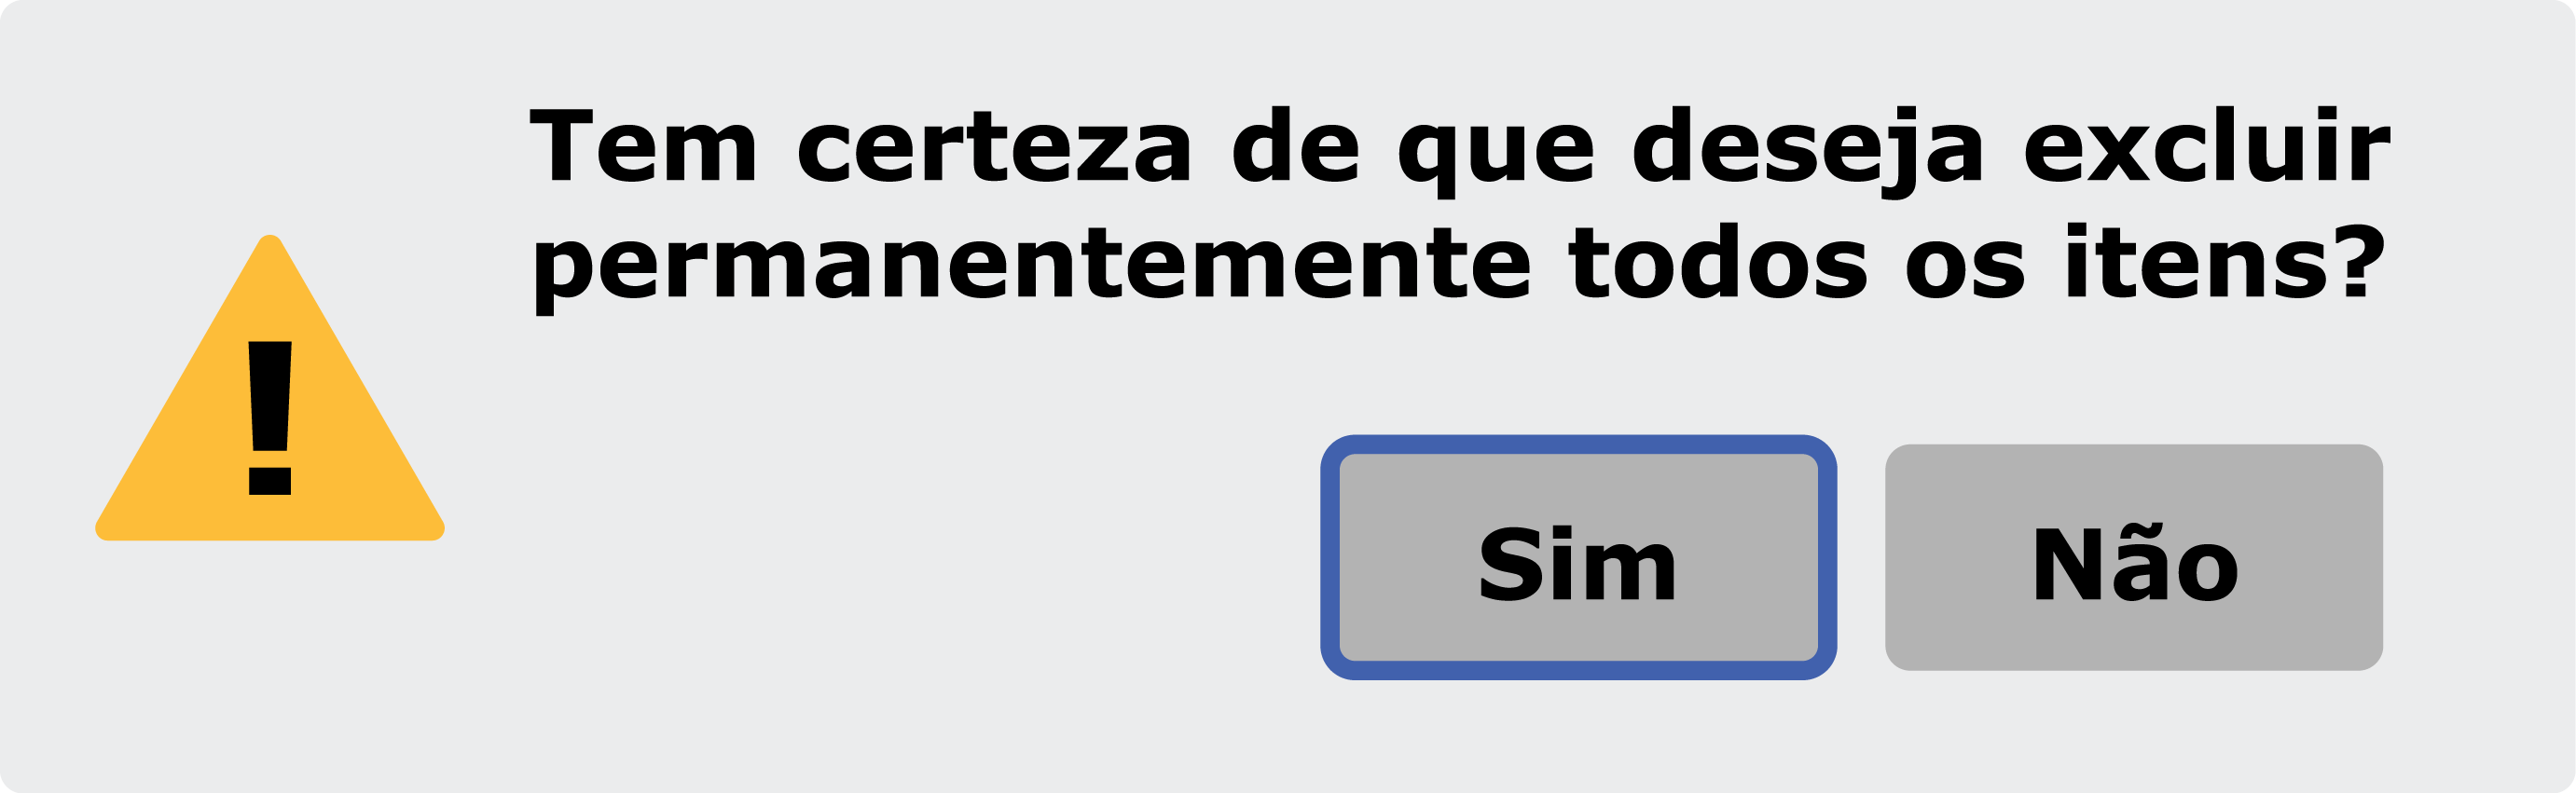 Tem certeza de que deseja excluir
permanentemente todos os itens?
!
Sim Não